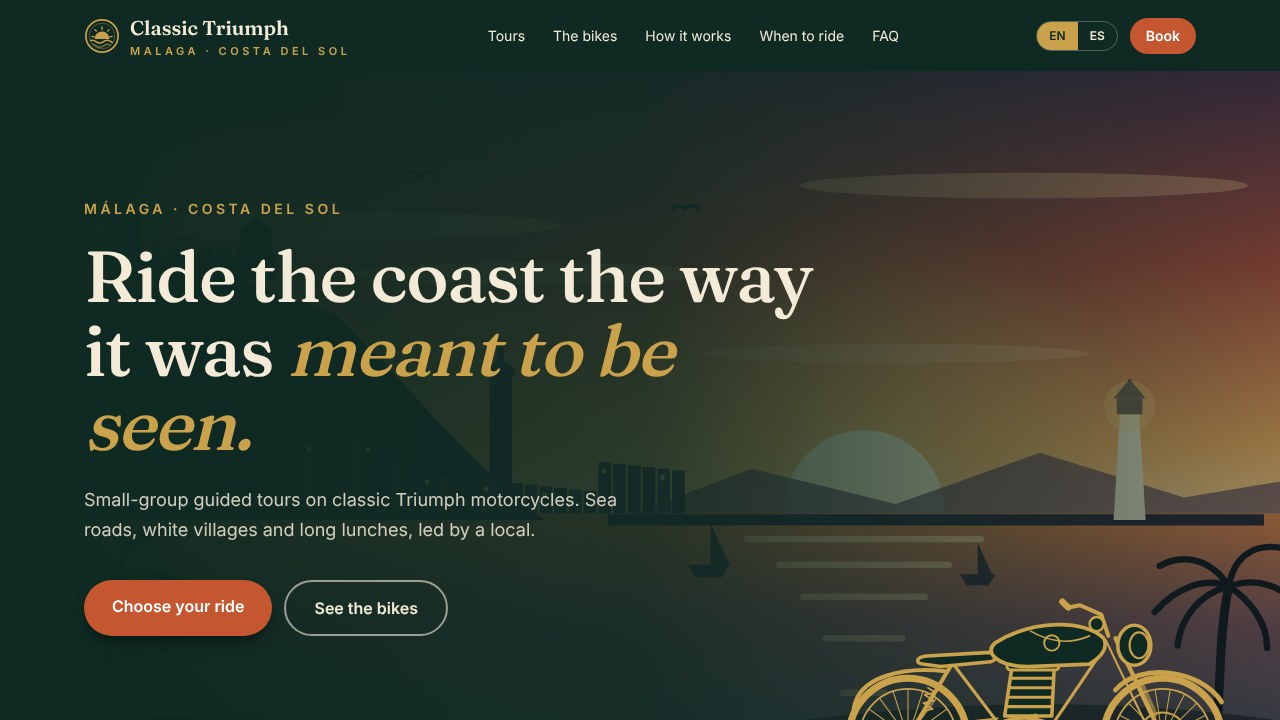 Classic Triumph
MALAGA · COSTA DEL SOL
Tours
The bikes
How it works
When to ride
FAQ
EN
ES
Book
MÁLAGA · COSTA DEL SOL
Ride the coast the way
it was meant to be
seen.
Small-group guided tours on classic Triumph motorcycles. Sea
roads, white villages and long lunches, led by a local.
Choose your ride
See the bikes